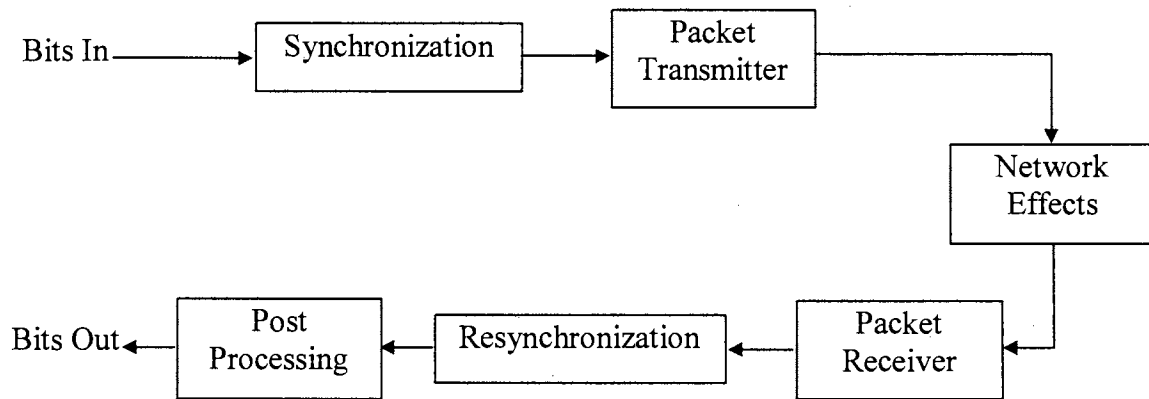 Bits In
Synchronization
Packet
Transmitter
Network
Effects
Packet
Receiver
Resynchronization
Post
Processing
Bits Out